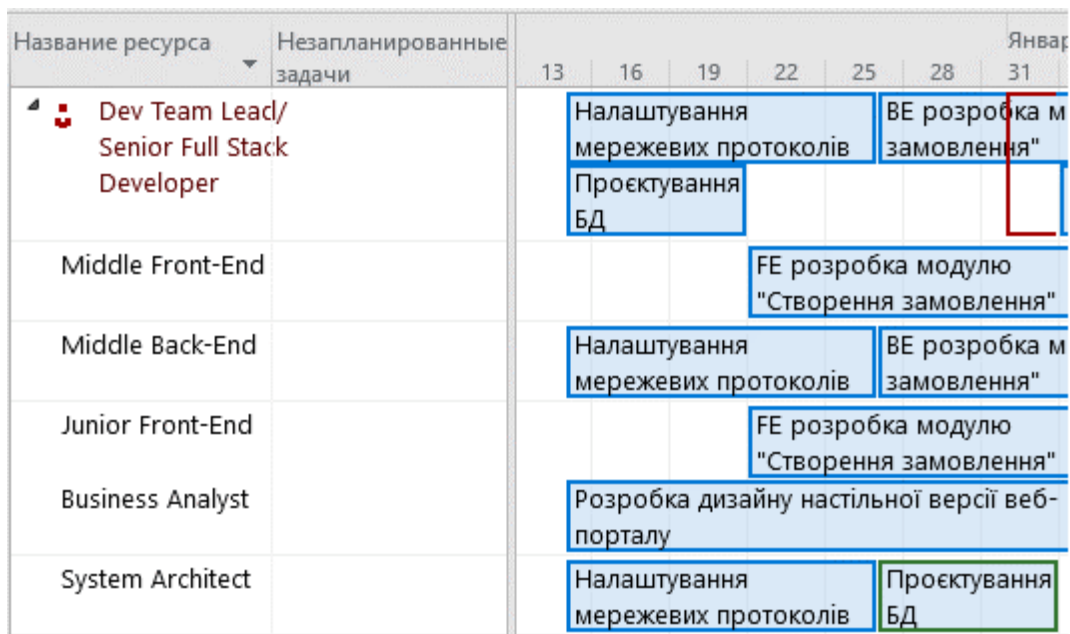 Название ресурса
Незапланированные
задачи
Январ
13 16 19 22 25 28 31
Dev Team Lead/
Senior Full Stack
Developer
Налаштування
мережевих протоколів
BE розробка м
замовлення"
Проєктування
БД
Middle Front-End
FE розробка модулю
"Створення замовлення"
Middle Back-End
Налаштування
мережевих протоколів
BE розробка м
замовлення"
Junior Front-End
FE розробка модулю
"Створення замовлення"
Business Analyst
Розробка дизайну настільної версії веб-
порталу
System Architect
Налаштування
мережевих протоколів
Проєктування
БД